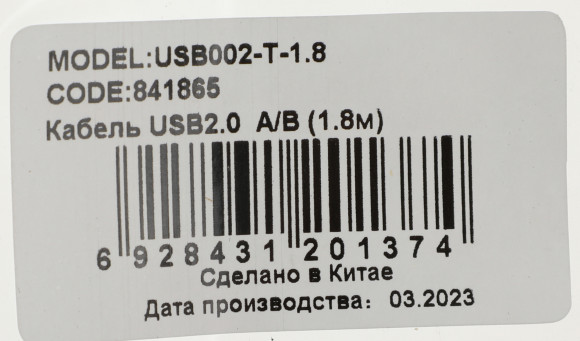 MODEL:USB002-T-1.8
CODE:841865
Кабель USB2.0 A/B (1.8м)
6 928431 201374
Сделано в Китае
Дата производства: 03.2023